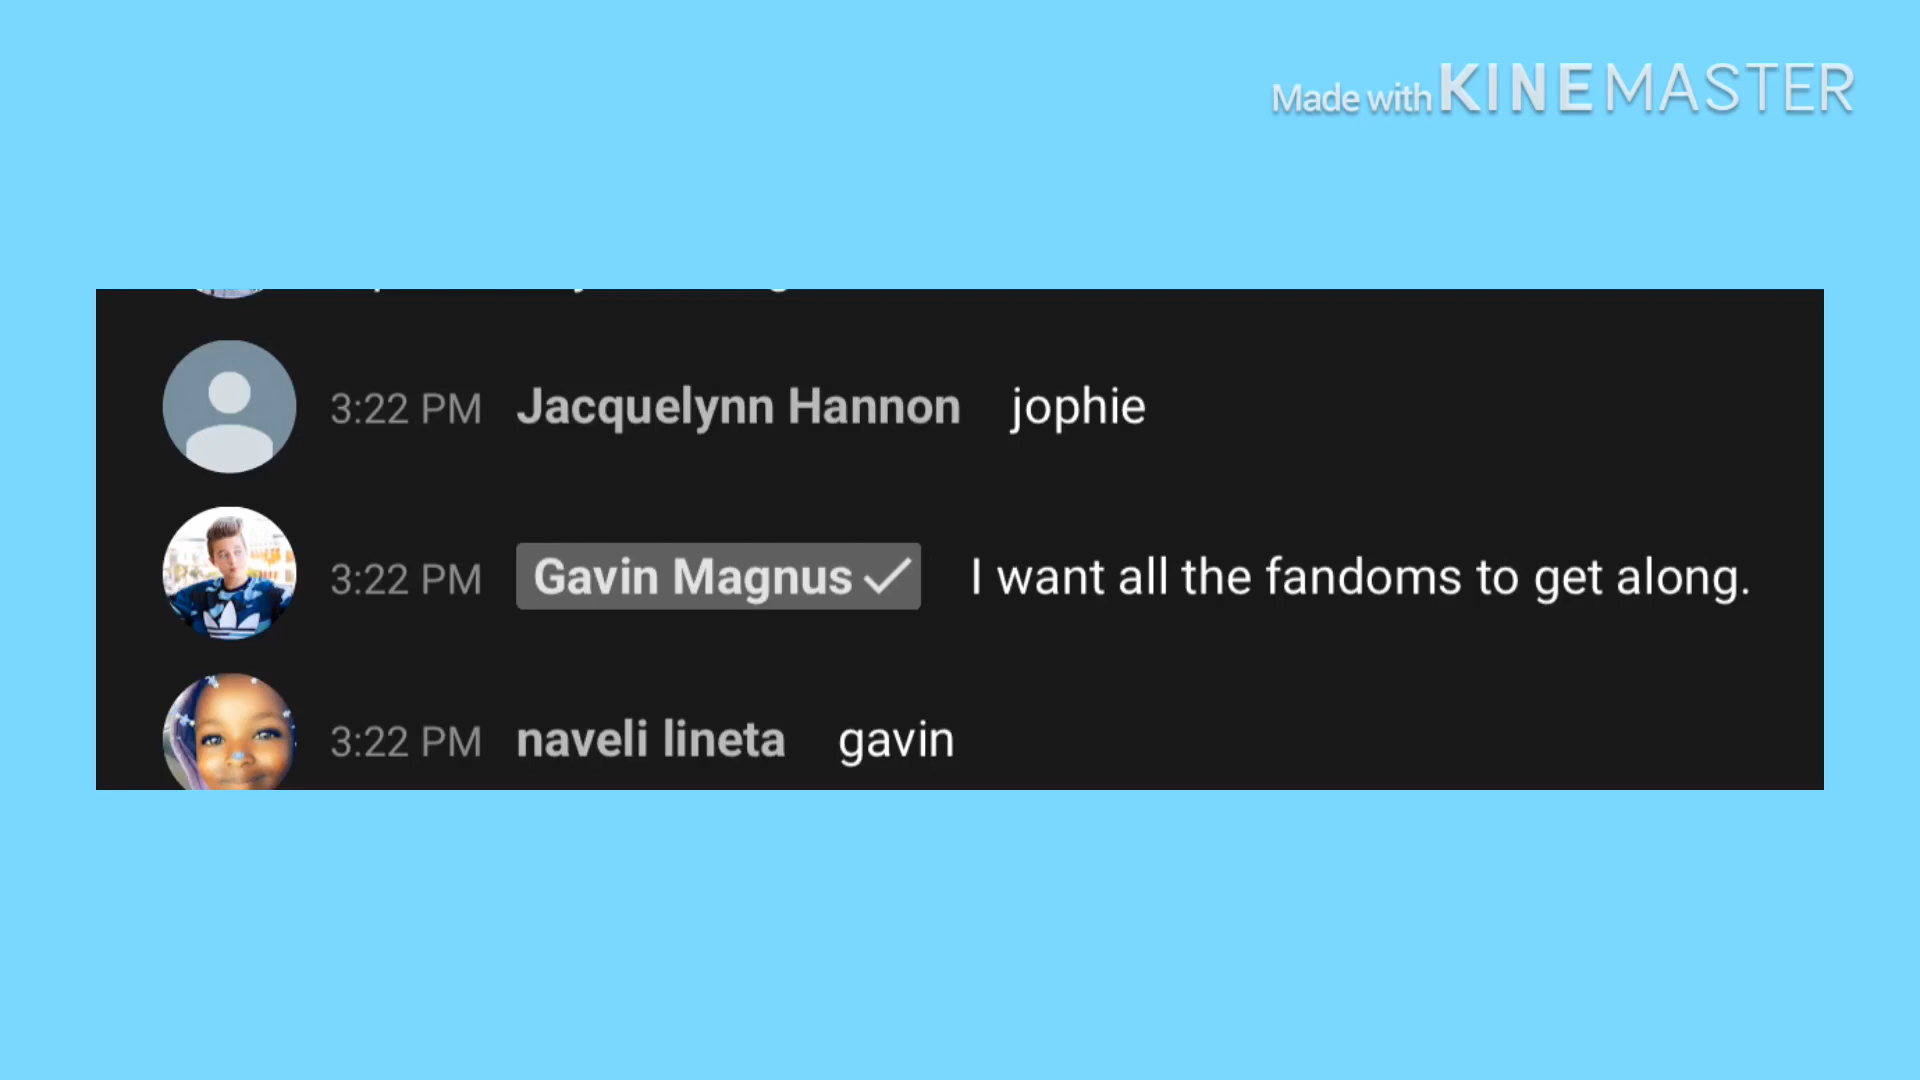 Made with KINEMASTER
3:22 PM Jacquelynn Hannon jophie
3:22 PM Gavin Magnus I want all the fandoms to get along.
3:22 PM naveli lineta gavin